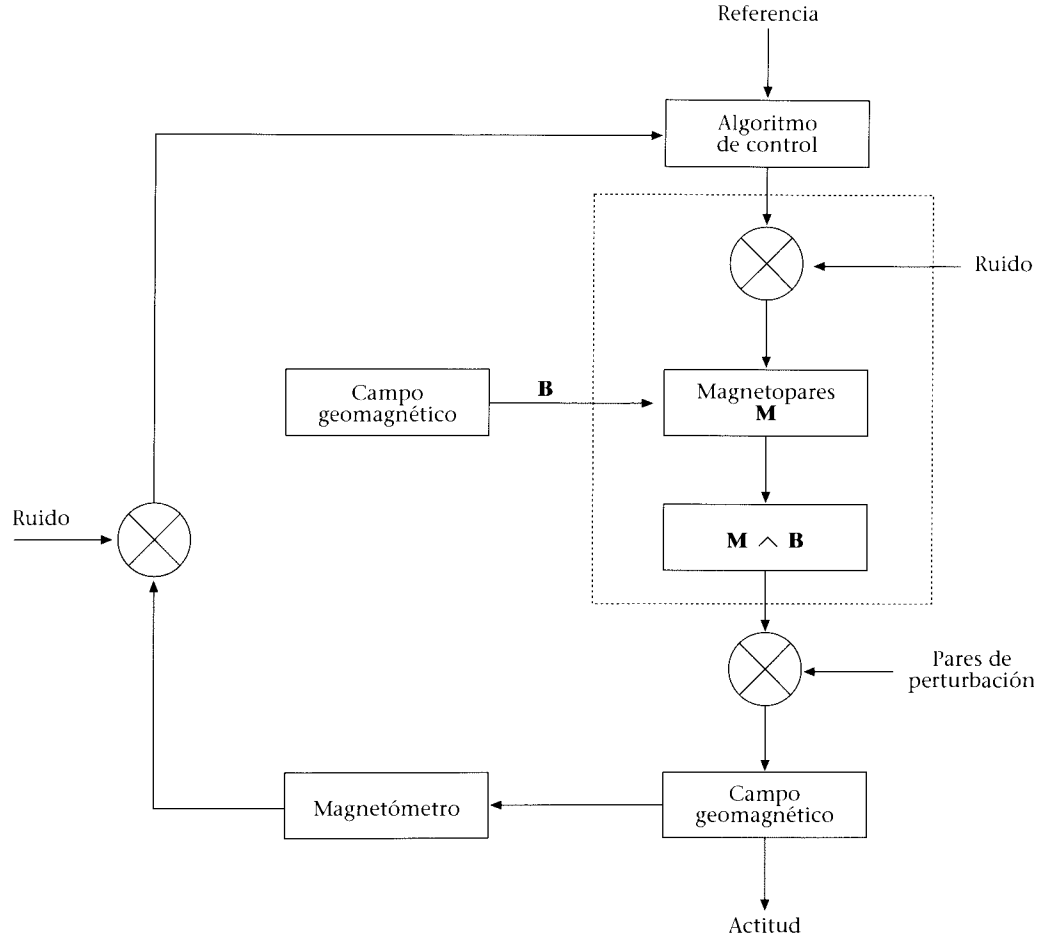 Referencia
Algoritmo
de control
Ruido
Campo
geomagnético
B
Magnetopares
M
Ruido
M ^ B
Pares de
perturbación
Magnetómetro
Campo
geomagnético
Actitud